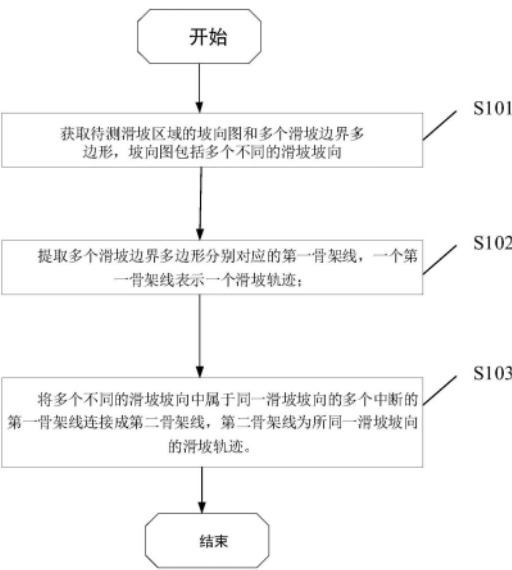 开始
S101
获取待测滑坡区域的坡向图和多个滑坡边界多
边形，坡向图包括多个不同的滑坡坡向
S102
提取多个滑坡边界多边形分别对应的第一骨架线，一个第
一骨架线表示一个滑坡轨迹；
S103
将多个不同的滑坡坡向中属于同一滑坡坡向的多个中断的
第一骨架线连接成第二骨架线，第二骨架线为所同一滑坡坡向
的滑坡轨迹。
结束